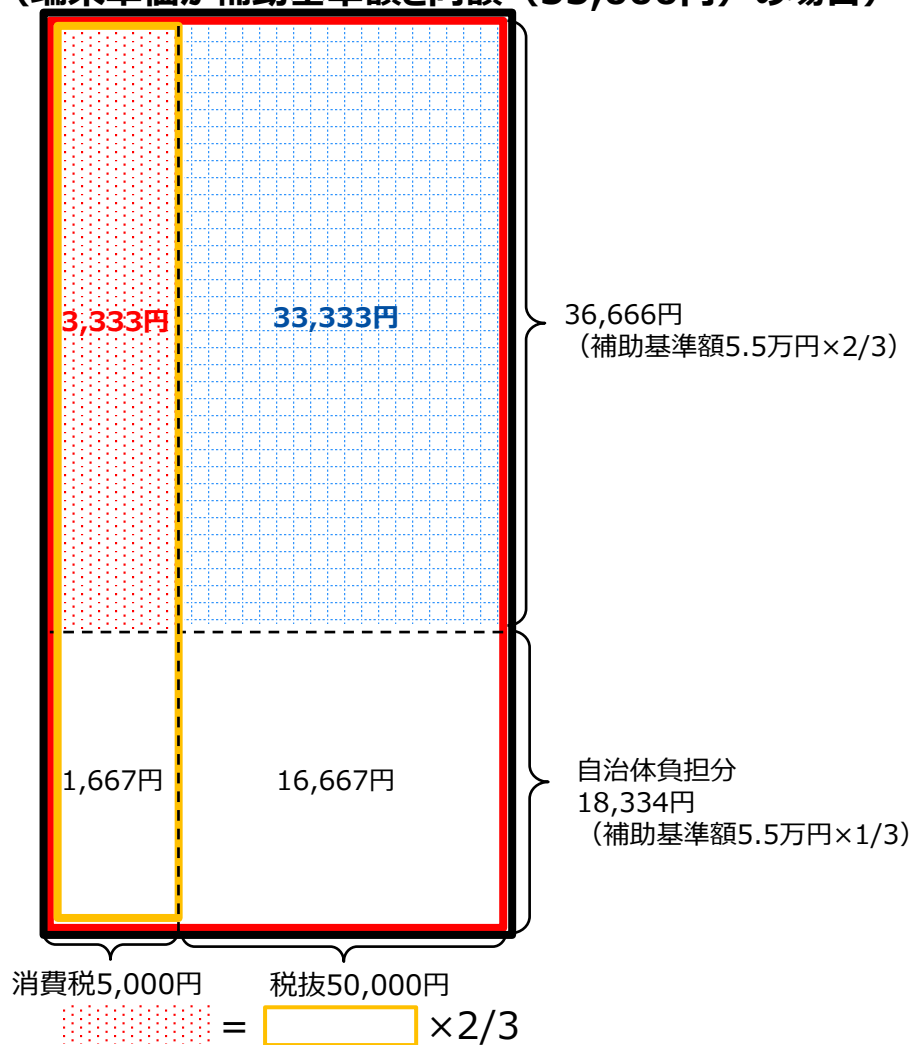 3,333円
33,333円
36,666円
（補助基準額5.5万円×2/3）
1,667円
16,667円
自治体負担分
18,334円
（補助基準額5.5万円×1/3）
消費税5,000円
税抜50,000円
=
×2/3